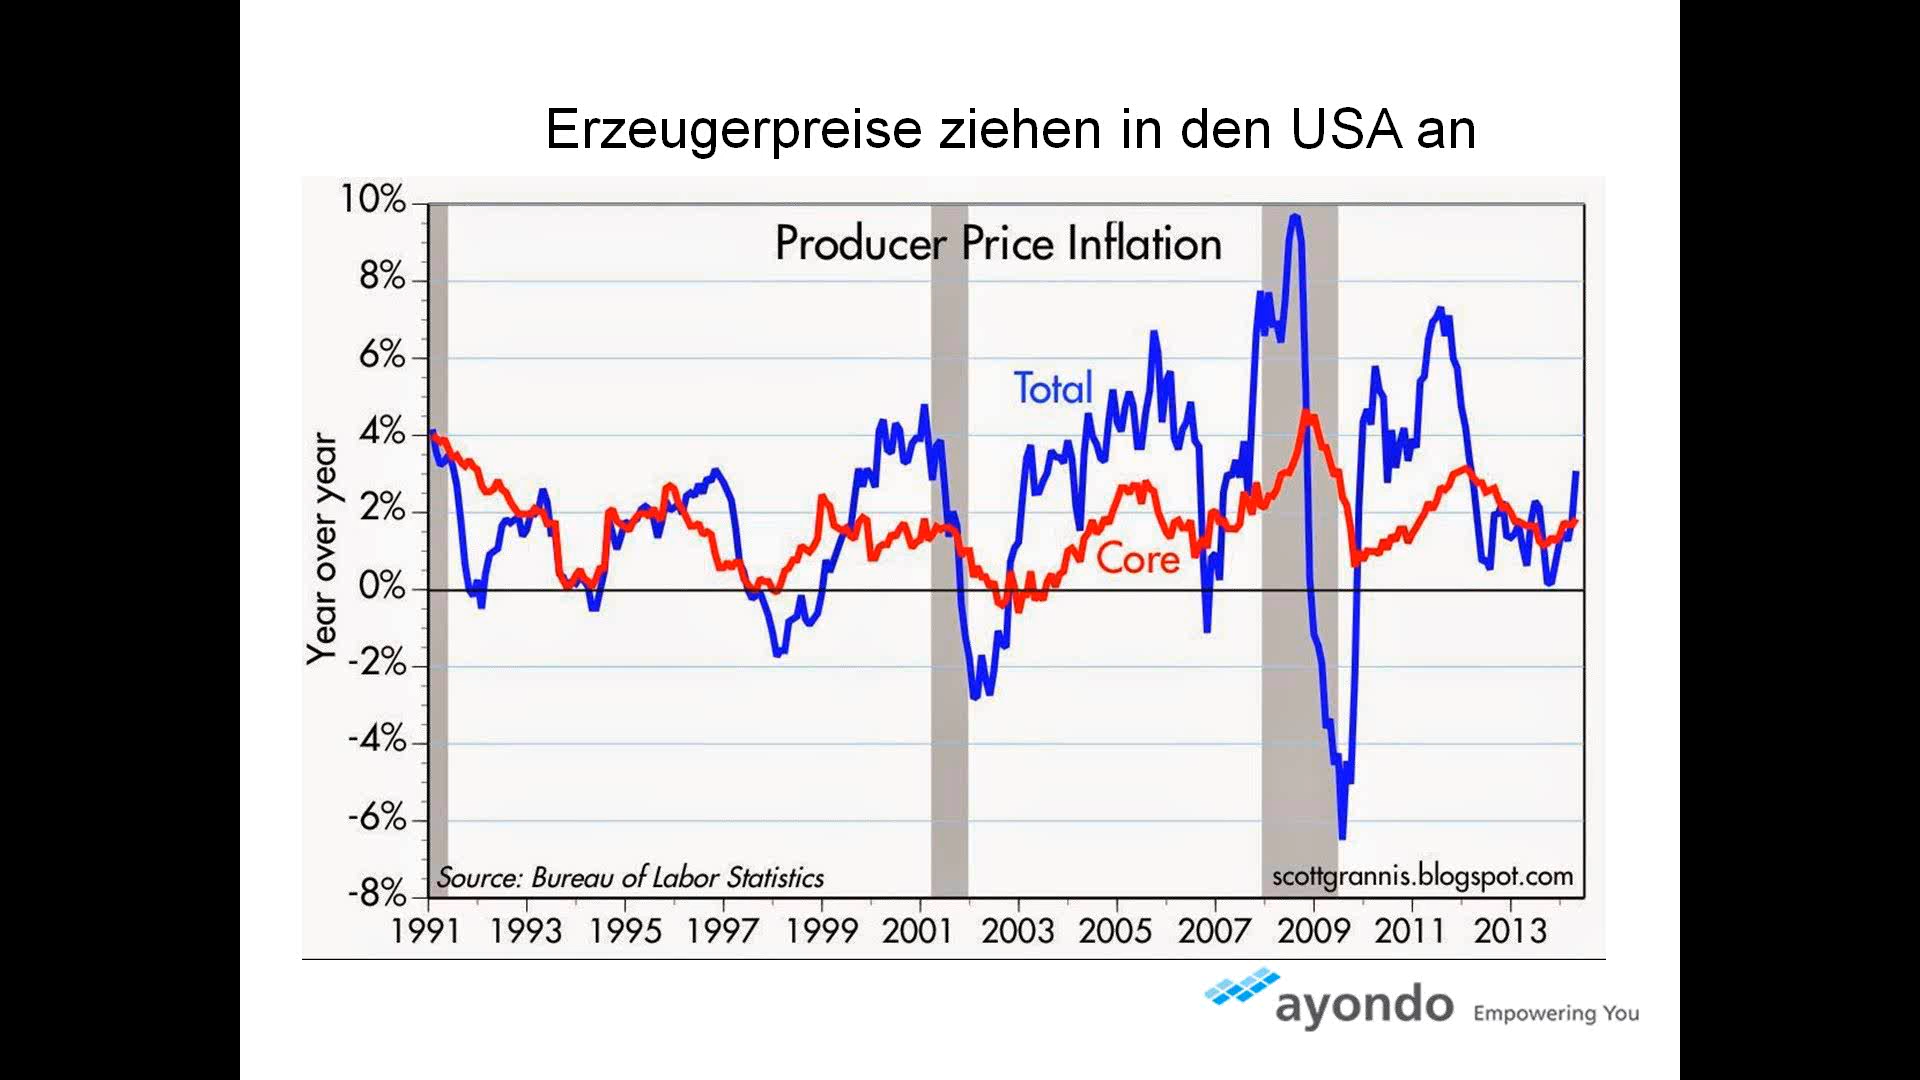 Erzeugerpreise ziehen in den USA an
Producer Price Inflation
10%
8%
6%
4%
2%
0%
-2%
-4%
-6%
-8%
Year over year
Total
Core
Source: Bureau of Labor Statistics
scottgrannis.blogspot.com
1991 1993 1995 1997 1999 2001 2003 2005 2007 2009 2011 2013
ayondo Empowering You